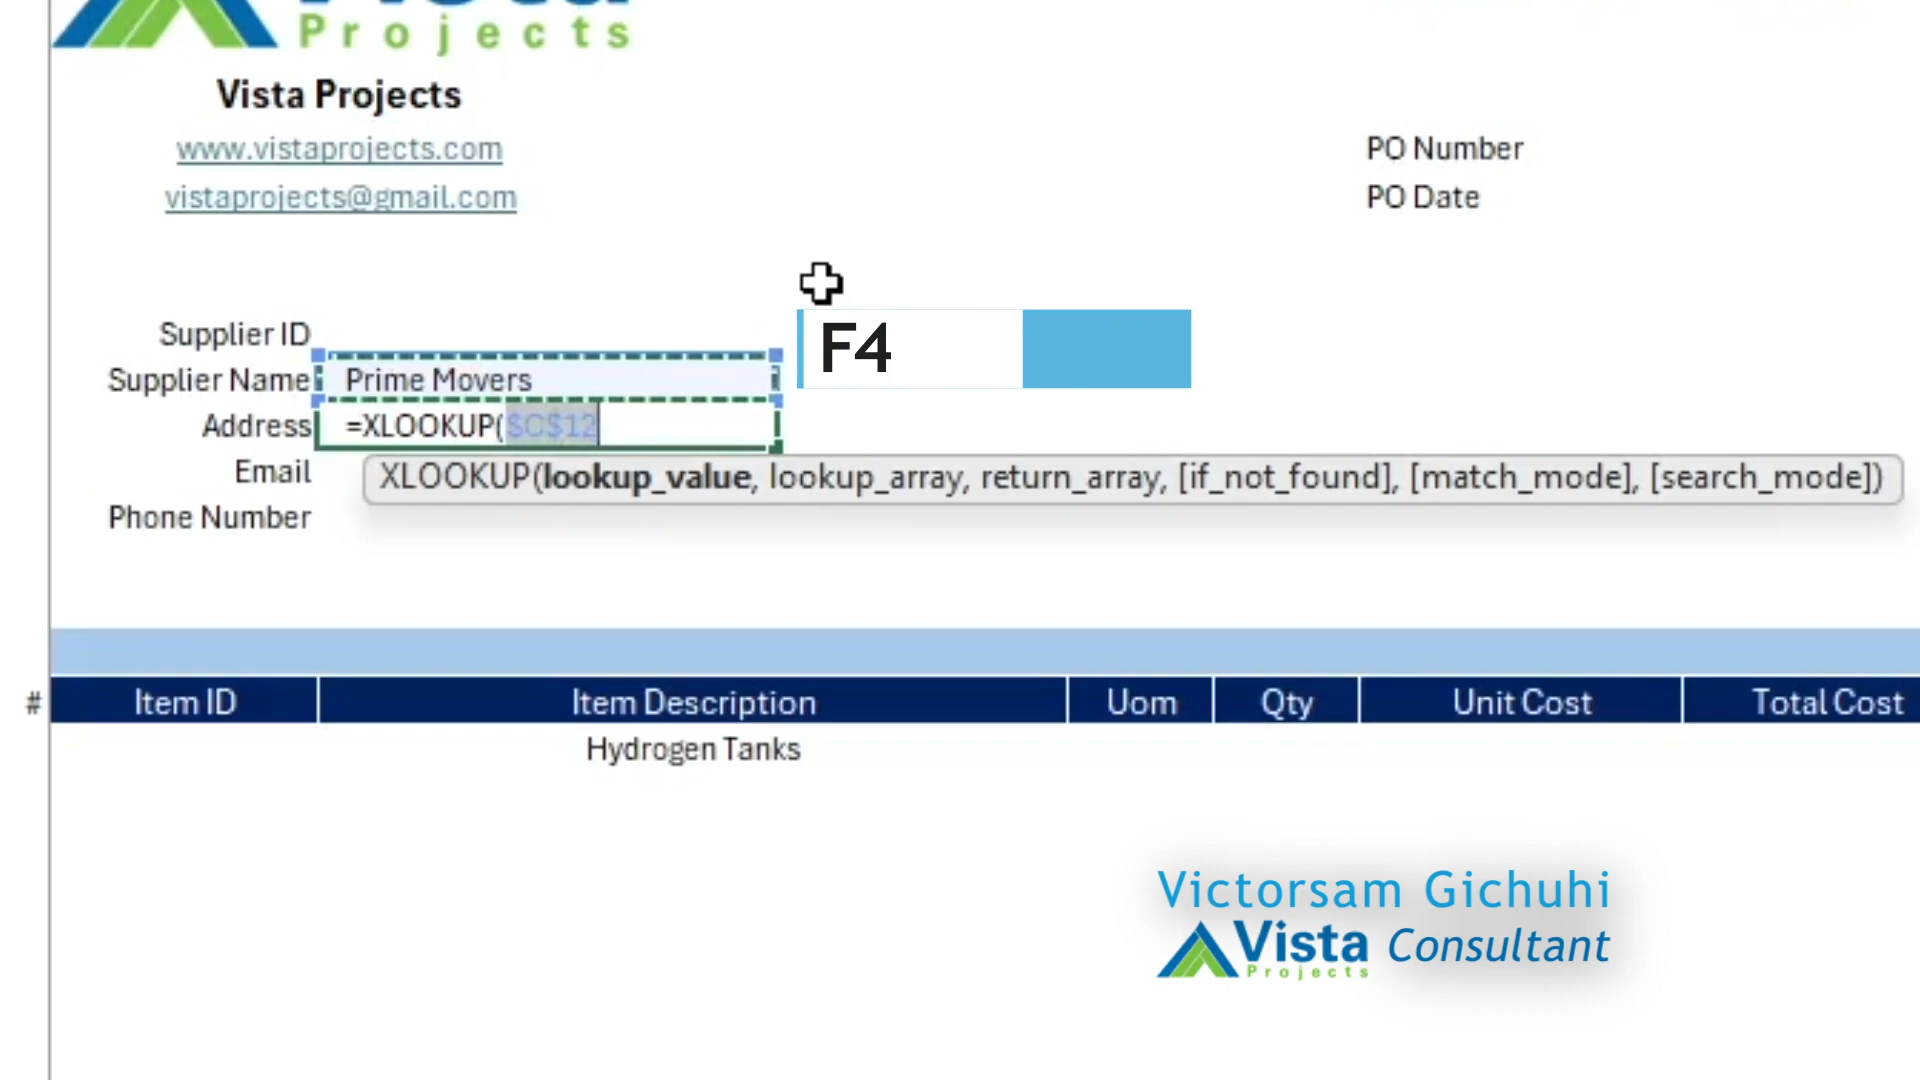 Projects
Vista Projects
www.vistaprojects.com
vistaprojects@gmail.com
PO Number
PO Date
Supplier ID
F4
Supplier Name
Prime Movers
Address
=XLOOKUP($C$12
Email
XLOOKUP(lookup_value, lookup_array, return_array, [if_not_found], [match_mode], [search_mode])
Phone Number
# Item ID Item Description Uom Qty Unit Cost Total Cost
Hydrogen Tanks
Victorsam Gichuhi
Vista Projects Consultant